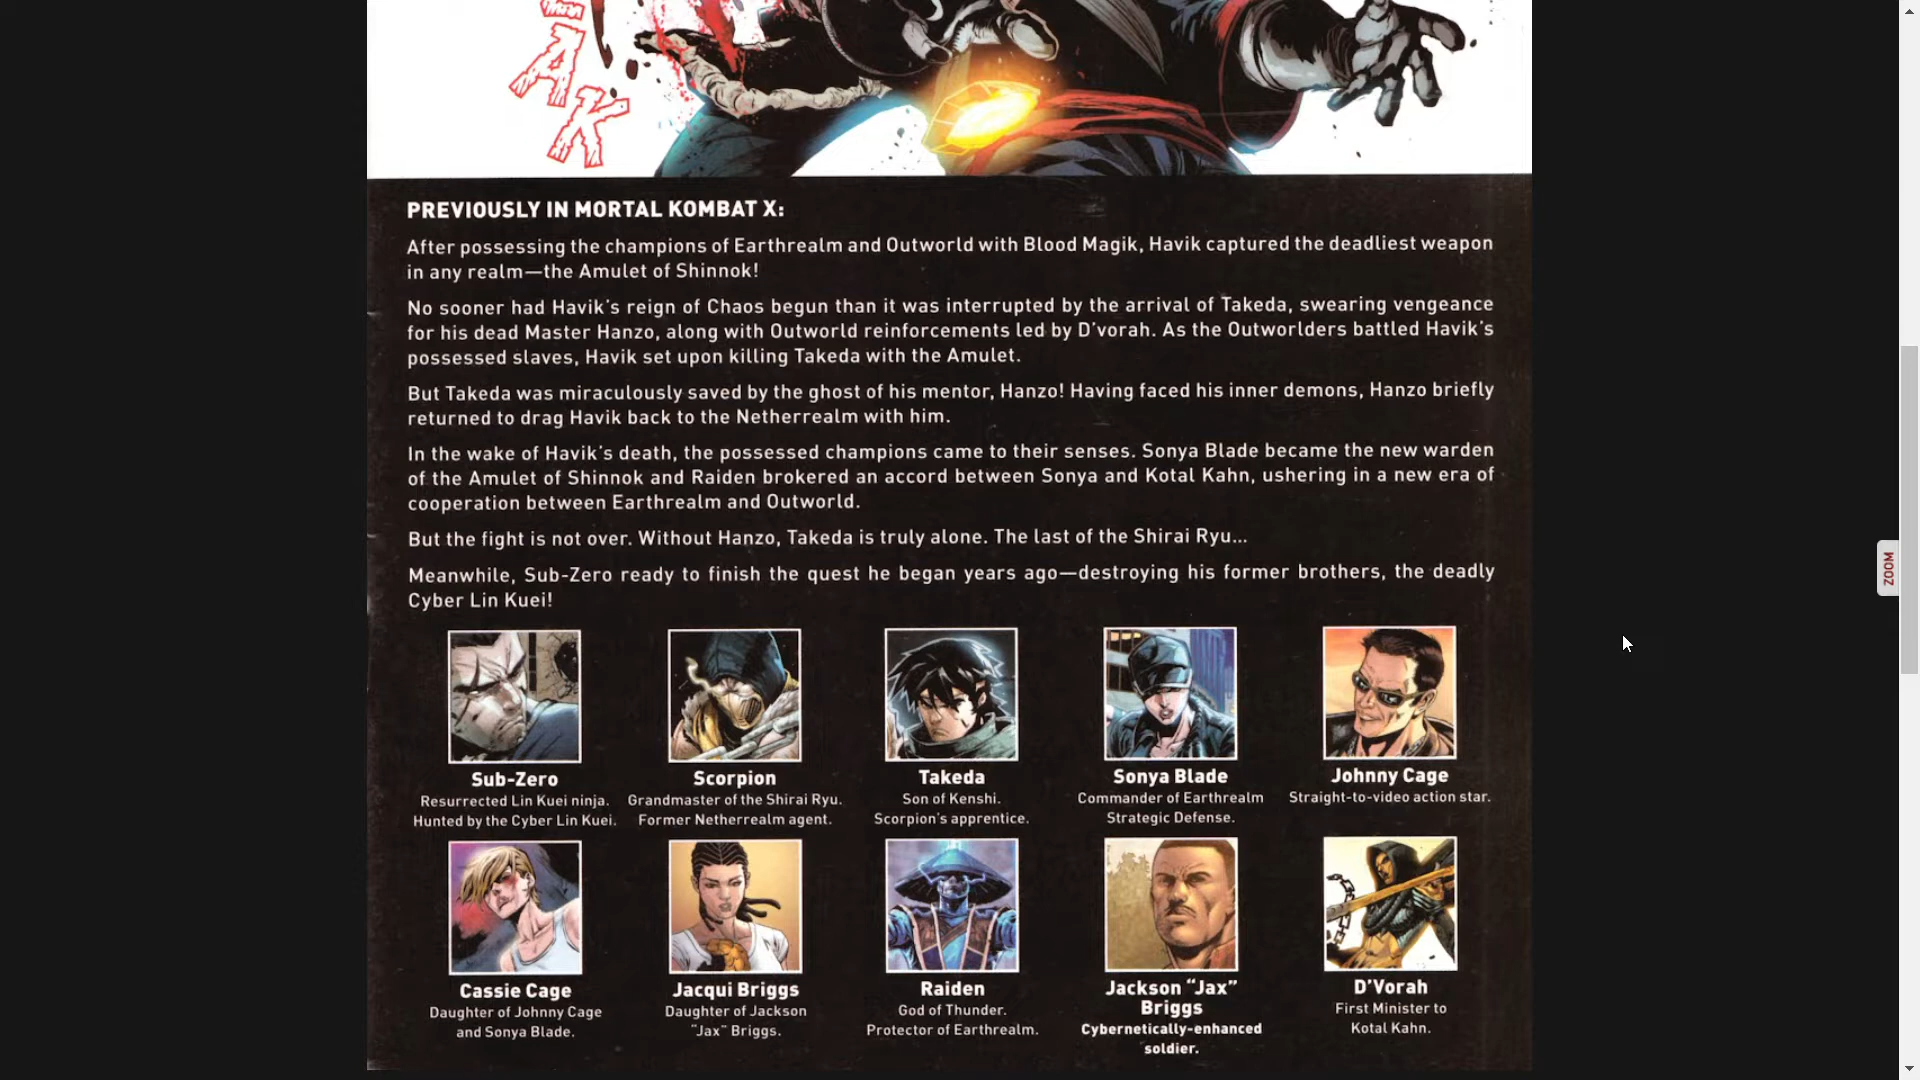 AK
PREVIOUSLY IN MORTAL KOMBAT X:
After possessing the champions of Earthrealm and Outworld with Blood Magik, Havik captured the deadliest weapon
in any realm—the Amulet of Shinnok!
No sooner had Havik's reign of Chaos begun than it was interrupted by the arrival of Takeda, swearing vengeance
for his dead Master Hanzo, along with Outworld reinforcements led by D'vorah. As the Outworlders battled Havik's
possessed slaves, Havik set upon killing Takeda with the Amulet.
But Takeda was miraculously saved by the ghost of his mentor, Hanzo! Having faced his inner demons, Hanzo briefly
returned to drag Havik back to the Netherrealm with him.
In the wake of Havik's death, the possessed champions came to their senses. Sonya Blade became the new warden
of the Amulet of Shinnok and Raiden brokered an accord between Sonya and Kotal Kahn, ushering in a new era of
cooperation between Earthrealm and Outworld.
But the fight is not over. Without Hanzo, Takeda is truly alone. The last of the Shirai Ryu...
Meanwhile, Sub-Zero ready to finish the quest he began years ago—destroying his former brothers, the deadly
Cyber Lin Kuei!
Sub-Zero
Resurrected Lin Kuei ninja.
Hunted by the Cyber Lin Kuei.
Scorpion
Grandmaster of the Shirai Ryu.
Former Netherrealm agent.
Takeda
Son of Kenshi.
Scorpion's apprentice.
Sonya Blade
Commander of Earthrealm
Strategic Defense.
Johnny Cage
Straight-to-video action star.
Cassie Cage
Daughter of Johnny Cage
and Sonya Blade.
Jacqui Briggs
Daughter of Jackson
"Jax" Briggs.
Raiden
God of Thunder.
Protector of Earthrealm.
Jackson "Jax"
Briggs
Cybernetically-enhanced
soldier.
D'Vorah
First Minister to
Kotal Kahn.
ZOOM